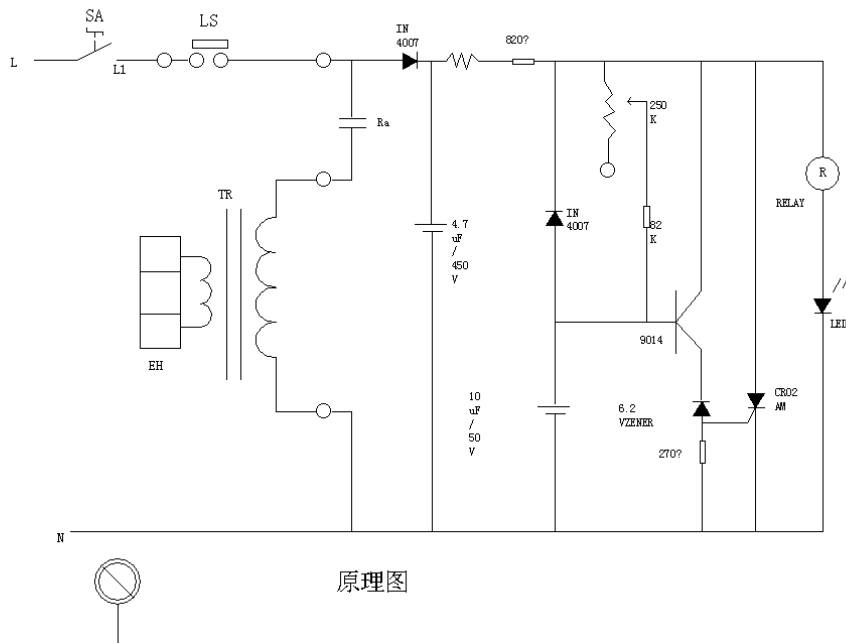 SA
LS
IN
4007
820?
L
L1
250
K
Ra
R
TR
RELAY
IN
4007
82
K
4.7
uF
/
450
V
LED
9014
EH
10
uF
/
50
V
6.2
VZENER
CR02
AM
270?
N
原理图